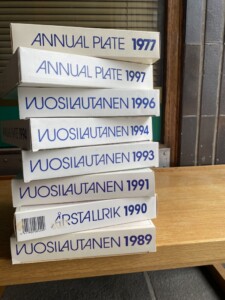 ANNUAL PLATE 1977
ANNUAL PLATE 1997
VUOSILAUTANEN 1996
VUOSILAUTANEN 1994
VUOSILAUTANEN 1993
VUOSILAUTANEN 1991
ÅRSTALLRIK 1990
VUOSILAUTANEN 1989